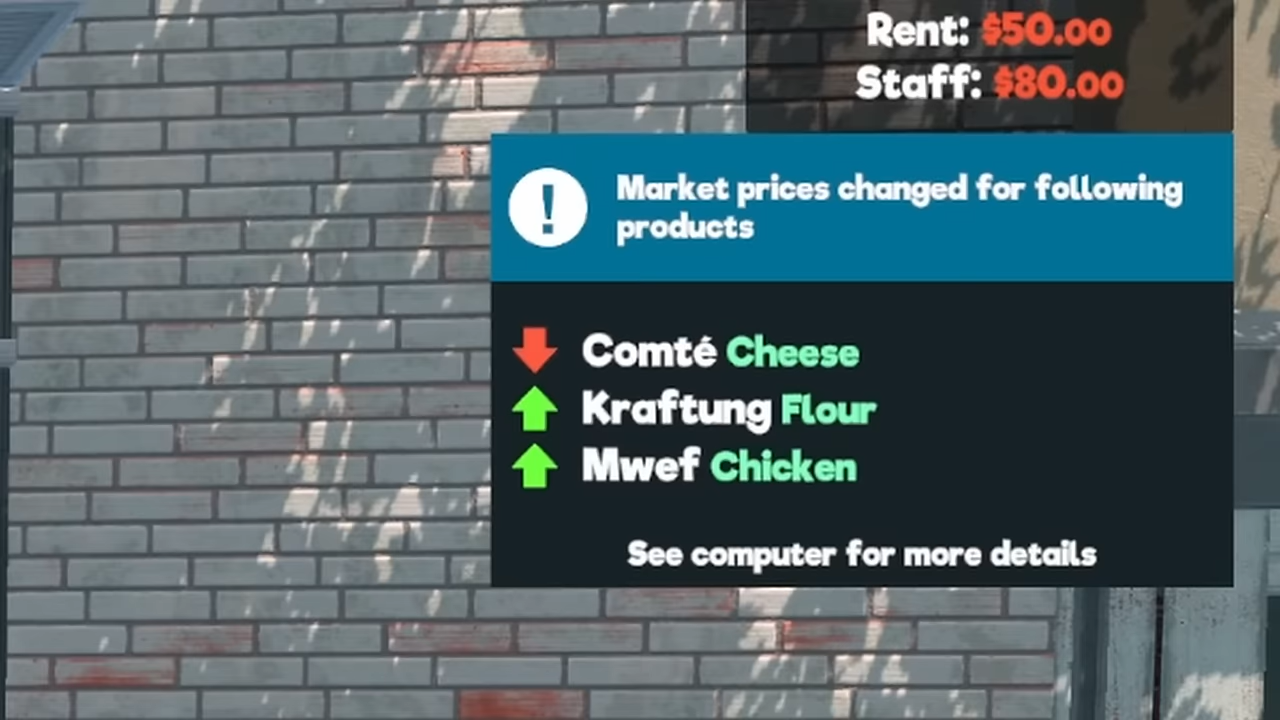 Rent: $50.00
Staff: $80.00
!
Market prices changed for following
products
Comté Cheese
Kraftung Flour
Mwef Chicken
See computer for more details